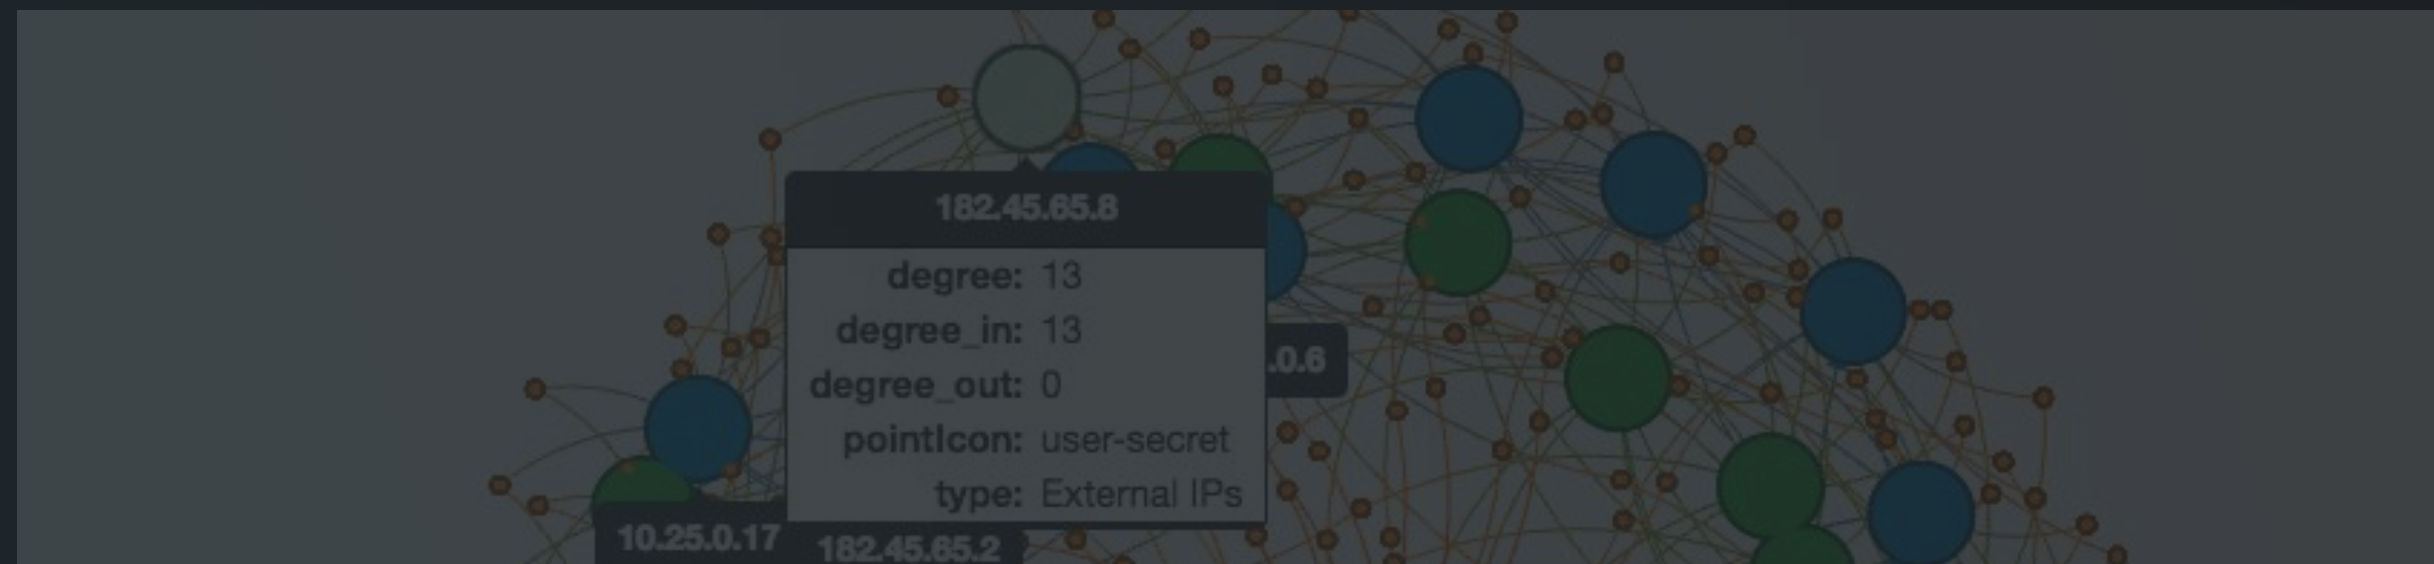 182.45.65.8
degree: 13
degree_in: 13
.0.6
degree_out: 0
pointIcon: user-secret
type: External IPs
10.25.0.17
182.45.65.2